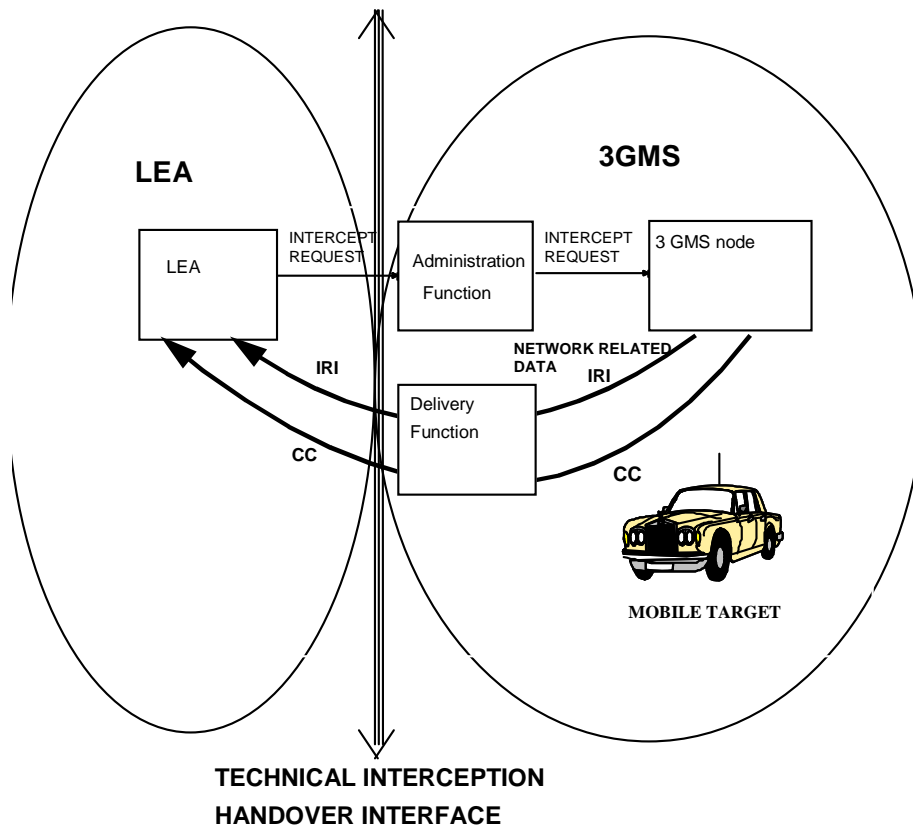 LEA
3GMS
INTERCEPT
REQUEST
INTERCEPT
REQUEST
LEA
Administration
Function
3 GMS node
NETWORK RELATED
DATA
IRI
IRI
Delivery
Function
CC
CC
MOBILE TARGET
TECHNICAL INTERCEPTION
HANDOVER INTERFACE